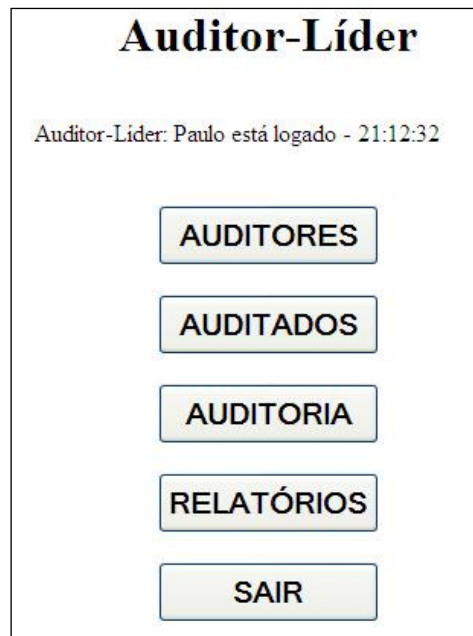 Auditor-Líder
Auditor-Líder: Paulo está logado - 21:12:32
AUDITORES
AUDITADOS
AUDITORIA
RELATÓRIOS
SAIR